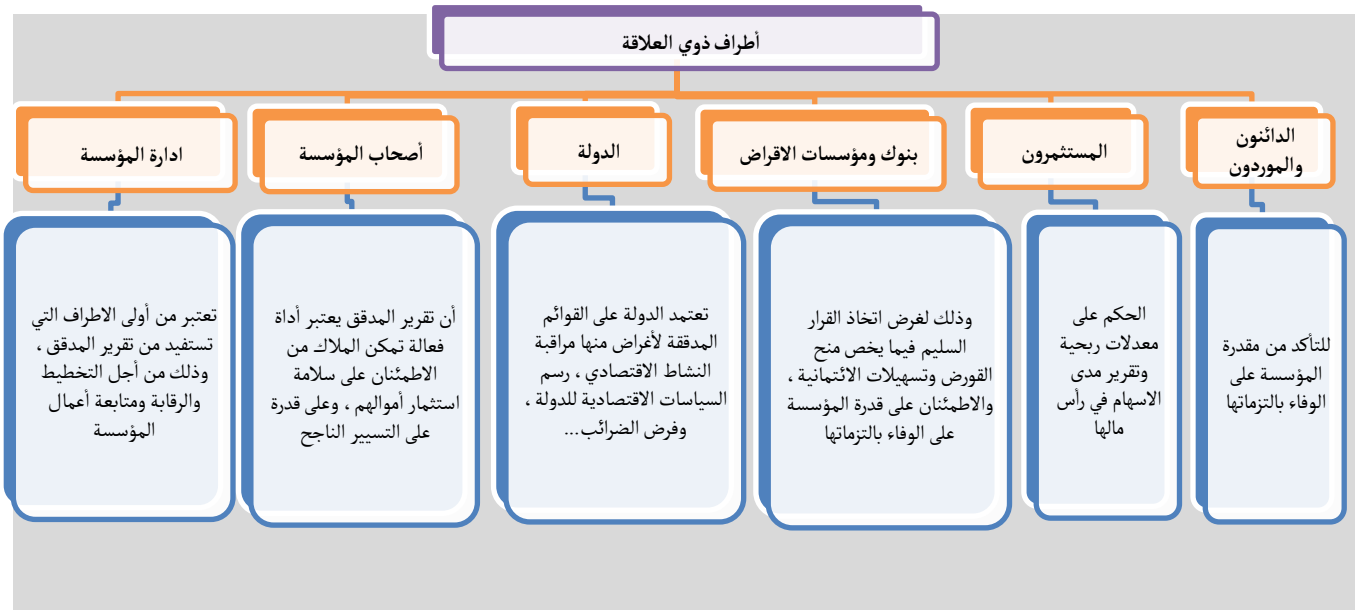 أطراف ذوي العلاقة
الدائنون
والموردون
المستثمرون
بنوك ومؤسسات الاقراض
الدولة
أصحاب المؤسسة
ادارة المؤسسة
للتأكد من مقدرة
المؤسسة على
الوفاء بالتزماتها
الحكم على
معدلات ربحية
وتقرير مدى
الاسهام في رأس
مالها
وذلك لغرض اتخاذ القرار
السليم فيما يخص منح
القورض وتسهيلات الائتمانية ،
والاطمئنان على قدرة المؤسسة
على الوفاء بالتزماتها
تعتمد الدولة على القوائم
المدققة لأغراض منها مراقبة
النشاط الاقتصادي ، رسم
السياسات الاقتصادية للدولة ،
وفرض الضرائب...
أن تقرير المدقق يعتبر أداة
فعالة تمكن الملاك من
الاطمئنان على سلامة
استثمار أموالهم ، وعلى قدرة
على التسيير الناجح
تعتبر من أولى الاطراف التي
تستفيد من تقرير المدقق ،
وذلك من أجل التخطيط
والرقابة ومتابعة أعمال
المؤسسة